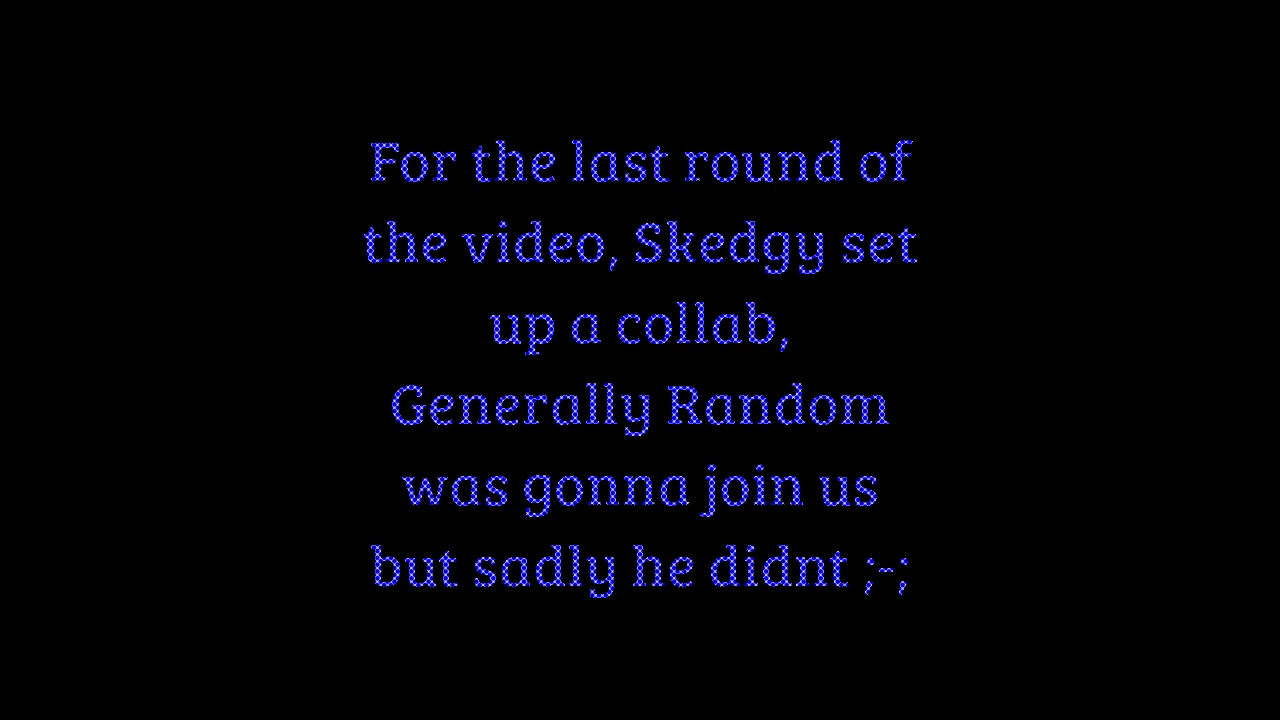 For the last round of
the video, Skedgy set
up a collab,
Generally Random
was gonna join us
but sadly he didnt ;-;